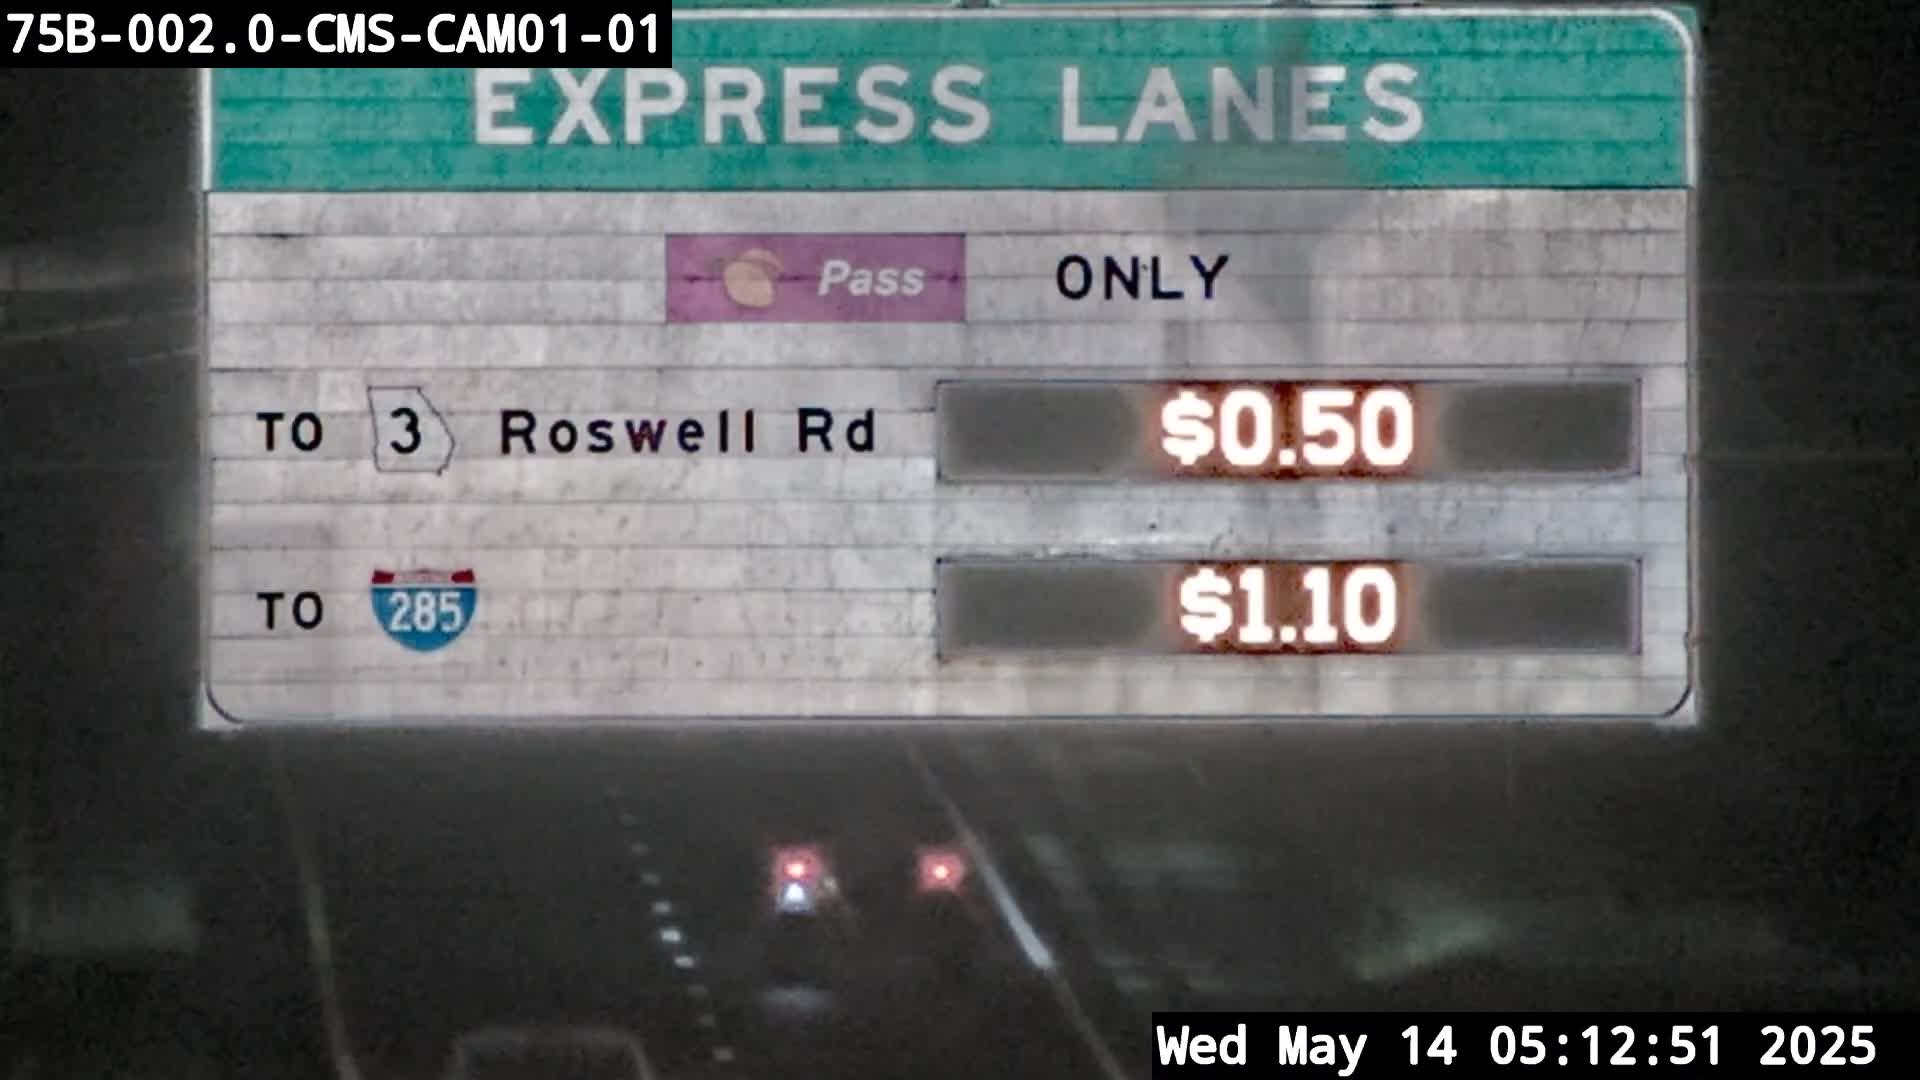 75B-002.0-CMS-CAM01-01
EXPRESS LANES
Pass ONLY
TO 3 Roswell Rd $0.50
TO 285 $1.10
Wed May 14 05:12:51 2025